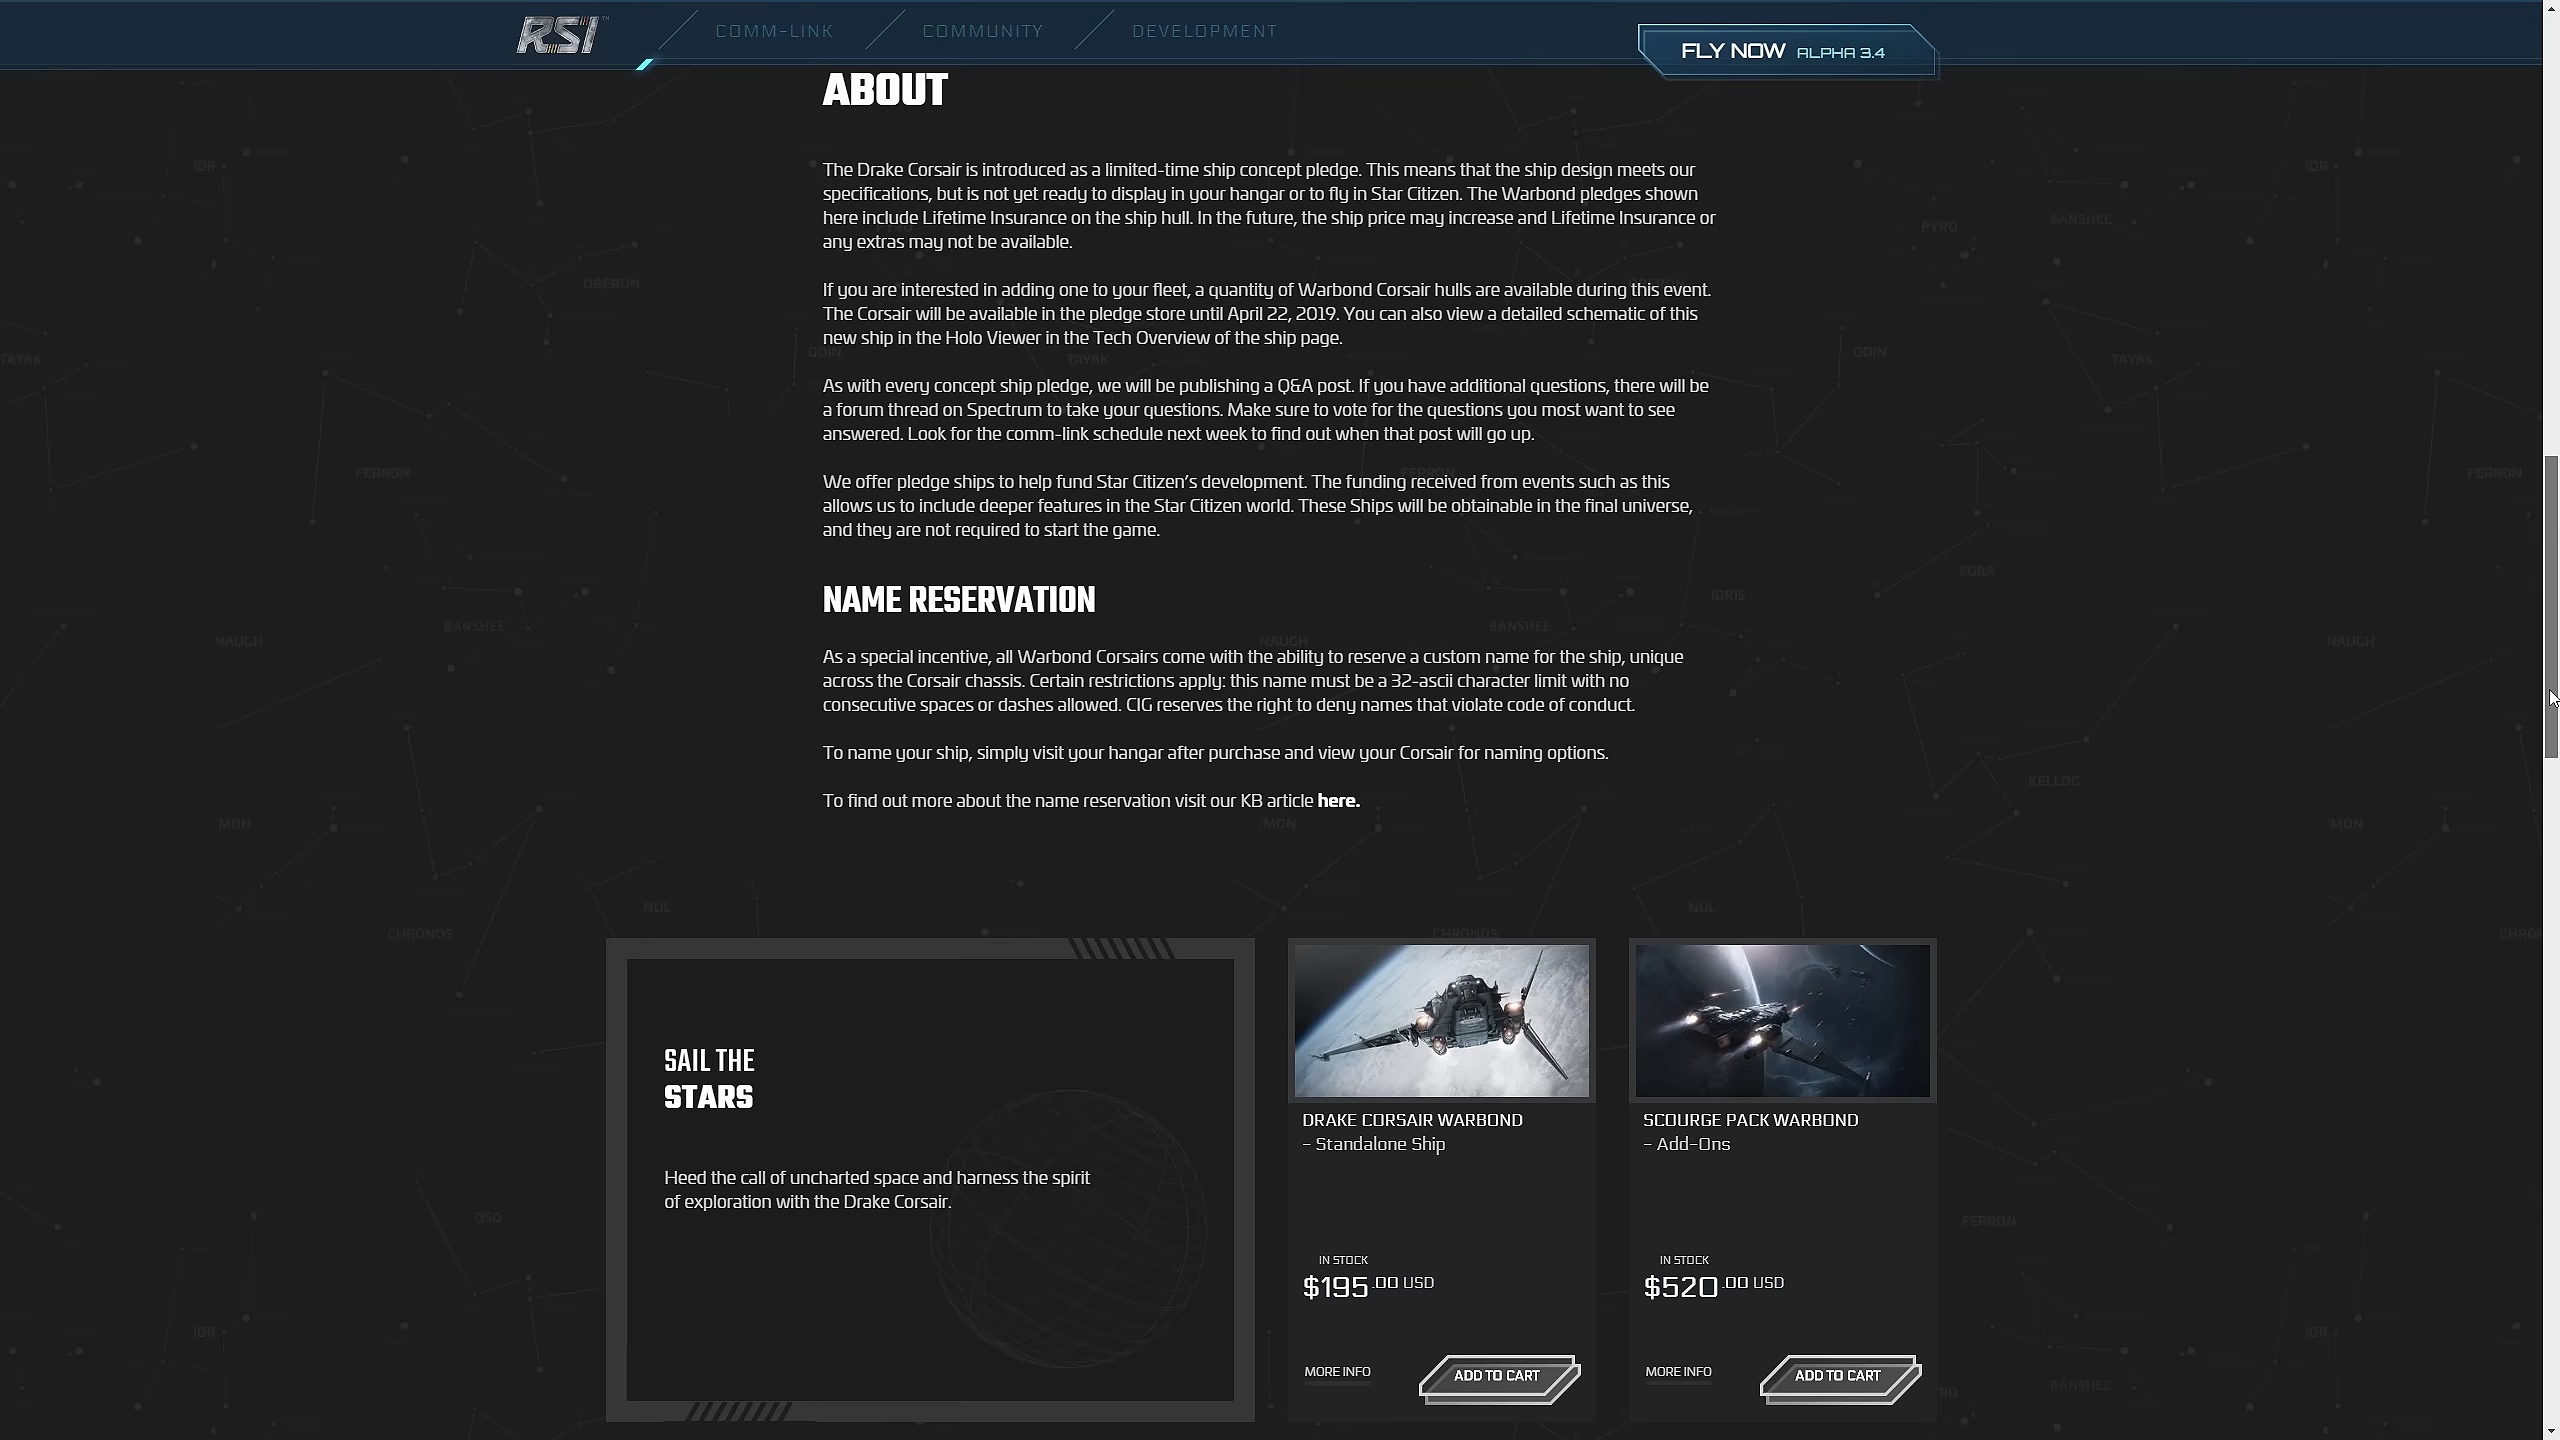 RSI
COMM-LINK
COMMUNITY
DEVELOPMENT
FLY NOW ALPHA 3.4
ABOUT
The Drake Corsair is introduced as a limited-time ship concept pledge. This means that the ship design meets our
specifications, but is not yet ready to display in your hangar or to fly in Star Citizen. The Warbond pledges shown
here include Lifetime Insurance on the ship hull. In the future, the ship price may increase and Lifetime Insurance or
any extras may not be available.
If you are interested in adding one to your fleet, a quantity of Warbond Corsair hulls are available during this event.
The Corsair will be available in the pledge store until April 22, 2019. You can also view a detailed schematic of this
new ship in the Holo Viewer in the Tech Overview of the ship page.
As with every concept ship pledge, we will be publishing a Q&A post. If you have additional questions, there will be
a forum thread on Spectrum to take your questions. Make sure to vote for the questions you most want to see
answered. Look for the comm-link schedule next week to find out when that post will go up.
We offer pledge ships to help fund Star Citizen’s development. The funding received from events such as this
allows us to include deeper features in the Star Citizen world. These Ships will be obtainable in the final universe,
and they are not required to start the game.
NAME RESERVATION
As a special incentive, all Warbond Corsairs come with the ability to reserve a custom name for the ship, unique
across the Corsair chassis. Certain restrictions apply: this name must be a 32-ascii character limit with no
consecutive spaces or dashes allowed. CIG reserves the right to deny names that violate code of conduct.
To name your ship, simply visit your hangar after purchase and view your Corsair for naming options.
To find out more about the name reservation visit our KB article here.
SAIL THE
STARS
Heed the call of uncharted space and harness the spirit
of exploration with the Drake Corsair.
DRAKE CORSAIR WARBOND
- Standalone Ship
IN STOCK
$195.00 USD
MORE INFO
ADD TO CART
SCOURGE PACK WARBOND
- Add-Ons
IN STOCK
$520.00 USD
MORE INFO
ADD TO CART